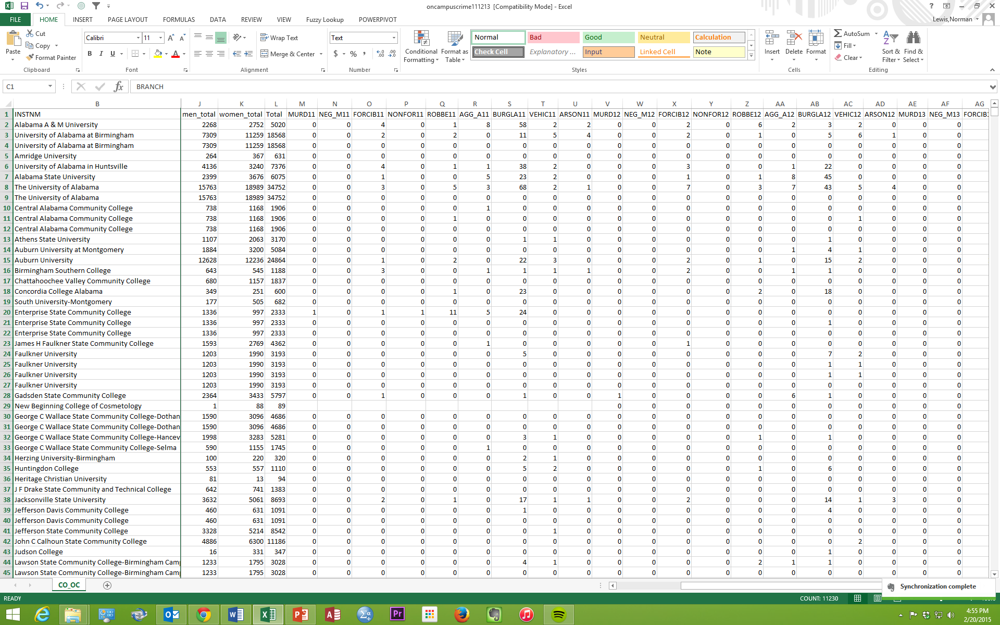 oncampuscrime111213 [Compatibility Mode] - Excel
FILE HOME INSERT PAGE LAYOUT FORMULAS DATA REVIEW VIEW Fuzzy Lookup POWERPIVOT Lewis,Norman
Cut Calibri 11 Wrap Text Text Normal Bad Good Neutral Calculation AutoSum
Paste Copy Conditional Formatting Format as Table Insert Delete Format Fill Sort & Filter Find & Select
Format Painter B I U Merge & Center $ % Check Cell Explanatory ... Input Linked Cell Note Clear
Clipboard Font Alignment Number Styles Cells Editing
C1 fx BRANCH
B J K L M N O P Q R S T U V W X Y Z AA AB AC AD AE AF AG
1 INSTNM men_total women_total Total MURD11 NEG_M11 FORCIB11 NONFOR11 ROBBE11 AGG_A11 BURGLA11 VEHIC11 ARSON11 MURD12 NEG_M12 FORCIB12 NONFOR12 ROBBE12 AGG_A12 BURGLA12 VEHIC12 ARSON12 MURD13 NEG_M13 FORCIB1
2 Alabama A & M University 2268 2752 5020 0 0 4 0 1 8 58 2 2 0 0 2 0 6 2 3 2 0 0 0
3 University of Alabama at Birmingham 7309 11259 18568 0 0 2 0 2 0 11 5 4 0 0 2 0 1 0 5 6 1 0 0
4 University of Alabama at Birmingham 7309 11259 18568 0 0 0 0 0 0 0 0 0 0 0 0 0 0 0 0 0 0 0 0
5 Amridge University 264 367 631 0 0 0 0 0 0 0 0 0 0 0 0 0 0 0 0 0 0 0 0
6 University of Alabama in Huntsville 4136 3240 7376 0 0 4 0 1 1 38 2 0 0 0 3 0 0 1 22 0 0 0 0
7 Alabama State University 2399 3676 6075 0 0 1 0 0 5 23 2 0 0 0 1 0 1 8 45 0 0 0 0
8 The University of Alabama 15763 18989 34752 0 0 3 0 5 3 68 2 1 0 0 7 0 3 7 43 5 4 0 0
9 The University of Alabama 15763 18989 34752 0 0 0 0 0 0 0 0 0 0 0 0 0 0 0 0 0 0 0 0
10 Central Alabama Community College 738 1168 1906 0 0 0 0 0 1 0 0 0 0 0 0 0 0 0 0 0 0 0 0
11 Central Alabama Community College 738 1168 1906 0 0 0 0 1 0 0 0 0 0 0 0 0 0 0 0 1 0 0 0
12 Central Alabama Community College 738 1168 1906 0 0 0 0 0 0 0 0 0 0 0 0 0 0 0 0 0 0 0 0
13 Athens State University 1107 2063 3170 0 0 0 0 0 0 1 1 0 0 0 0 0 0 0 1 0 0 0 0
14 Auburn University at Montgomery 1884 3200 5084 0 0 0 0 0 0 0 0 0 0 0 0 0 0 1 4 1 0 0 0
15 Auburn University 12628 12236 24864 0 0 1 0 2 0 22 3 0 0 0 2 0 1 0 15 2 0 0 0
16 Birmingham Southern College 643 545 1188 0 0 3 0 0 1 1 1 1 0 0 2 0 0 1 1 0 0 0 0
17 Chattahoochee Valley Community College 680 1157 1837 0 0 0 0 0 0 0 0 0 0 0 0 0 0 0 0 0 0 0 0
18 Concordia College Alabama 349 251 600 0 0 0 0 1 0 23 0 0 0 0 0 0 2 0 18 0 0 0 0
19 South University-Montgomery 177 505 682 0 0 0 0 0 0 0 0 0 0 0 0 0 0 0 0 0 0 0 0
20 Enterprise State Community College 1336 997 2333 1 0 1 1 11 5 24 0 0 0 0 0 0 0 0 0 0 0 0 0
21 Enterprise State Community College 1336 997 2333 0 0 0 0 0 0 0 0 0 0 0 0 0 0 0 1 0 0 0 0
22 Enterprise State Community College 1336 997 2333 0 0 0 0 0 0 0 0 0 0 0 0 0 0 0 0 0 0 0 0
23 James H Faulkner State Community College 1593 2769 4362 0 0 0 0 0 1 0 0 0 0 0 1 0 0 0 0 0 0 0 0
24 Faulkner University 1203 1990 3193 0 0 0 0 0 0 5 0 0 0 0 0 0 0 0 7 2 0 0 0
25 Faulkner University 1203 1990 3193 0 0 0 0 0 0 0 0 0 0 0 0 0 0 0 1 1 0 0 0
26 Faulkner University 1203 1990 3193 0 0 0 0 0 0 0 0 0 0 0 0 0 0 0 1 1 0 0 0
27 Faulkner University 1203 1990 3193 0 0 0 0 0 0 0 0 0 0 0 0 0 0 0 0 0 0 0 0
28 Gadsden State Community College 2364 3433 5797 0 0 1 0 0 0 1 0 0 1 0 0 0 0 6 1 0 0 0 0
29 New Beginning College of Cosmetology 1 88 89 0 0 0 0 0 0 0 0 0 0 0
30 George C Wallace State Community College-Dothan 1590 3096 4686 0 0 0 0 0 0 0 0 0 0 0 0 0 0 0 0 0 0 0 0
31 George C Wallace State Community College-Dothan 1590 3096 4686 0 0 0 0 0 0 0 0 0 0 0 0 0 0 0 0 0 0 0 0
32 George C Wallace State Community College-Hancev 1998 3283 5281 0 0 0 0 0 0 3 1 0 0 0 0 0 1 0 1 0 0 0 0
33 George C Wallace State Community College-Selma 590 1155 1745 0 0 0 0 0 1 0 0 0 0 0 0 0 0 0 0 0 0 0 0
34 Herzing University-Birmingham 100 220 320 0 0 0 0 0 0 2 1 0 0 0 0 0 0 0 0 0 0 0 0
35 Huntingdon College 553 557 1110 0 0 0 0 0 0 5 2 0 0 0 0 0 1 0 6 0 0 0 0
36 Heritage Christian University 81 13 94 0 0 0 0 0 0 0 0 0 0 0 0 0 0 0 0 0 0 0 0
37 J F Drake State Community and Technical College 642 741 1383 0 0 0 0 0 0 0 0 0 0 0 0 0 0 0 0 0 0 0 0
38 Jacksonville State University 3632 5061 8693 0 0 2 0 1 0 17 1 1 0 0 2 0 0 0 14 1 3 0 0
39 Jefferson Davis Community College 460 631 1091 0 0 0 0 0 0 1 0 0 0 0 0 0 0 0 4 0 0 0 0
40 Jefferson Davis Community College 460 631 1091 0 0 0 0 0 0 0 0 0 0 0 0 0 0 0 0 0 0 0 0
41 Jefferson State Community College 3328 5214 8542 0 0 0 0 0 0 0 1 0 0 0 0 0 0 0 0 0 0 0 0
42 John C Calhoun State Community College 4886 6300 11186 0 0 0 0 0 0 0 0 0 0 0 0 0 0 0 0 2 0 0 0
43 Judson College 16 331 347 0 0 0 0 0 0 0 0 0 0 0 0 0 0 0 1 0 0 0 0
44 Lawson State Community College-Birmingham Camp 1233 1795 3028 0 0 0 0 0 0 4 1 0 0 0 0 0 2 1 1 0 0 0 0
45 Lawson State Community College-Birmingham Camp 1233 1795 3028 0 0 0 0 0 0 0 0 0 0 0 0 0 0 0 0 0 0 0 0
CO_OC
Synchronization complete
READY COUNT: 11230
4:55 PM
2/20/2015